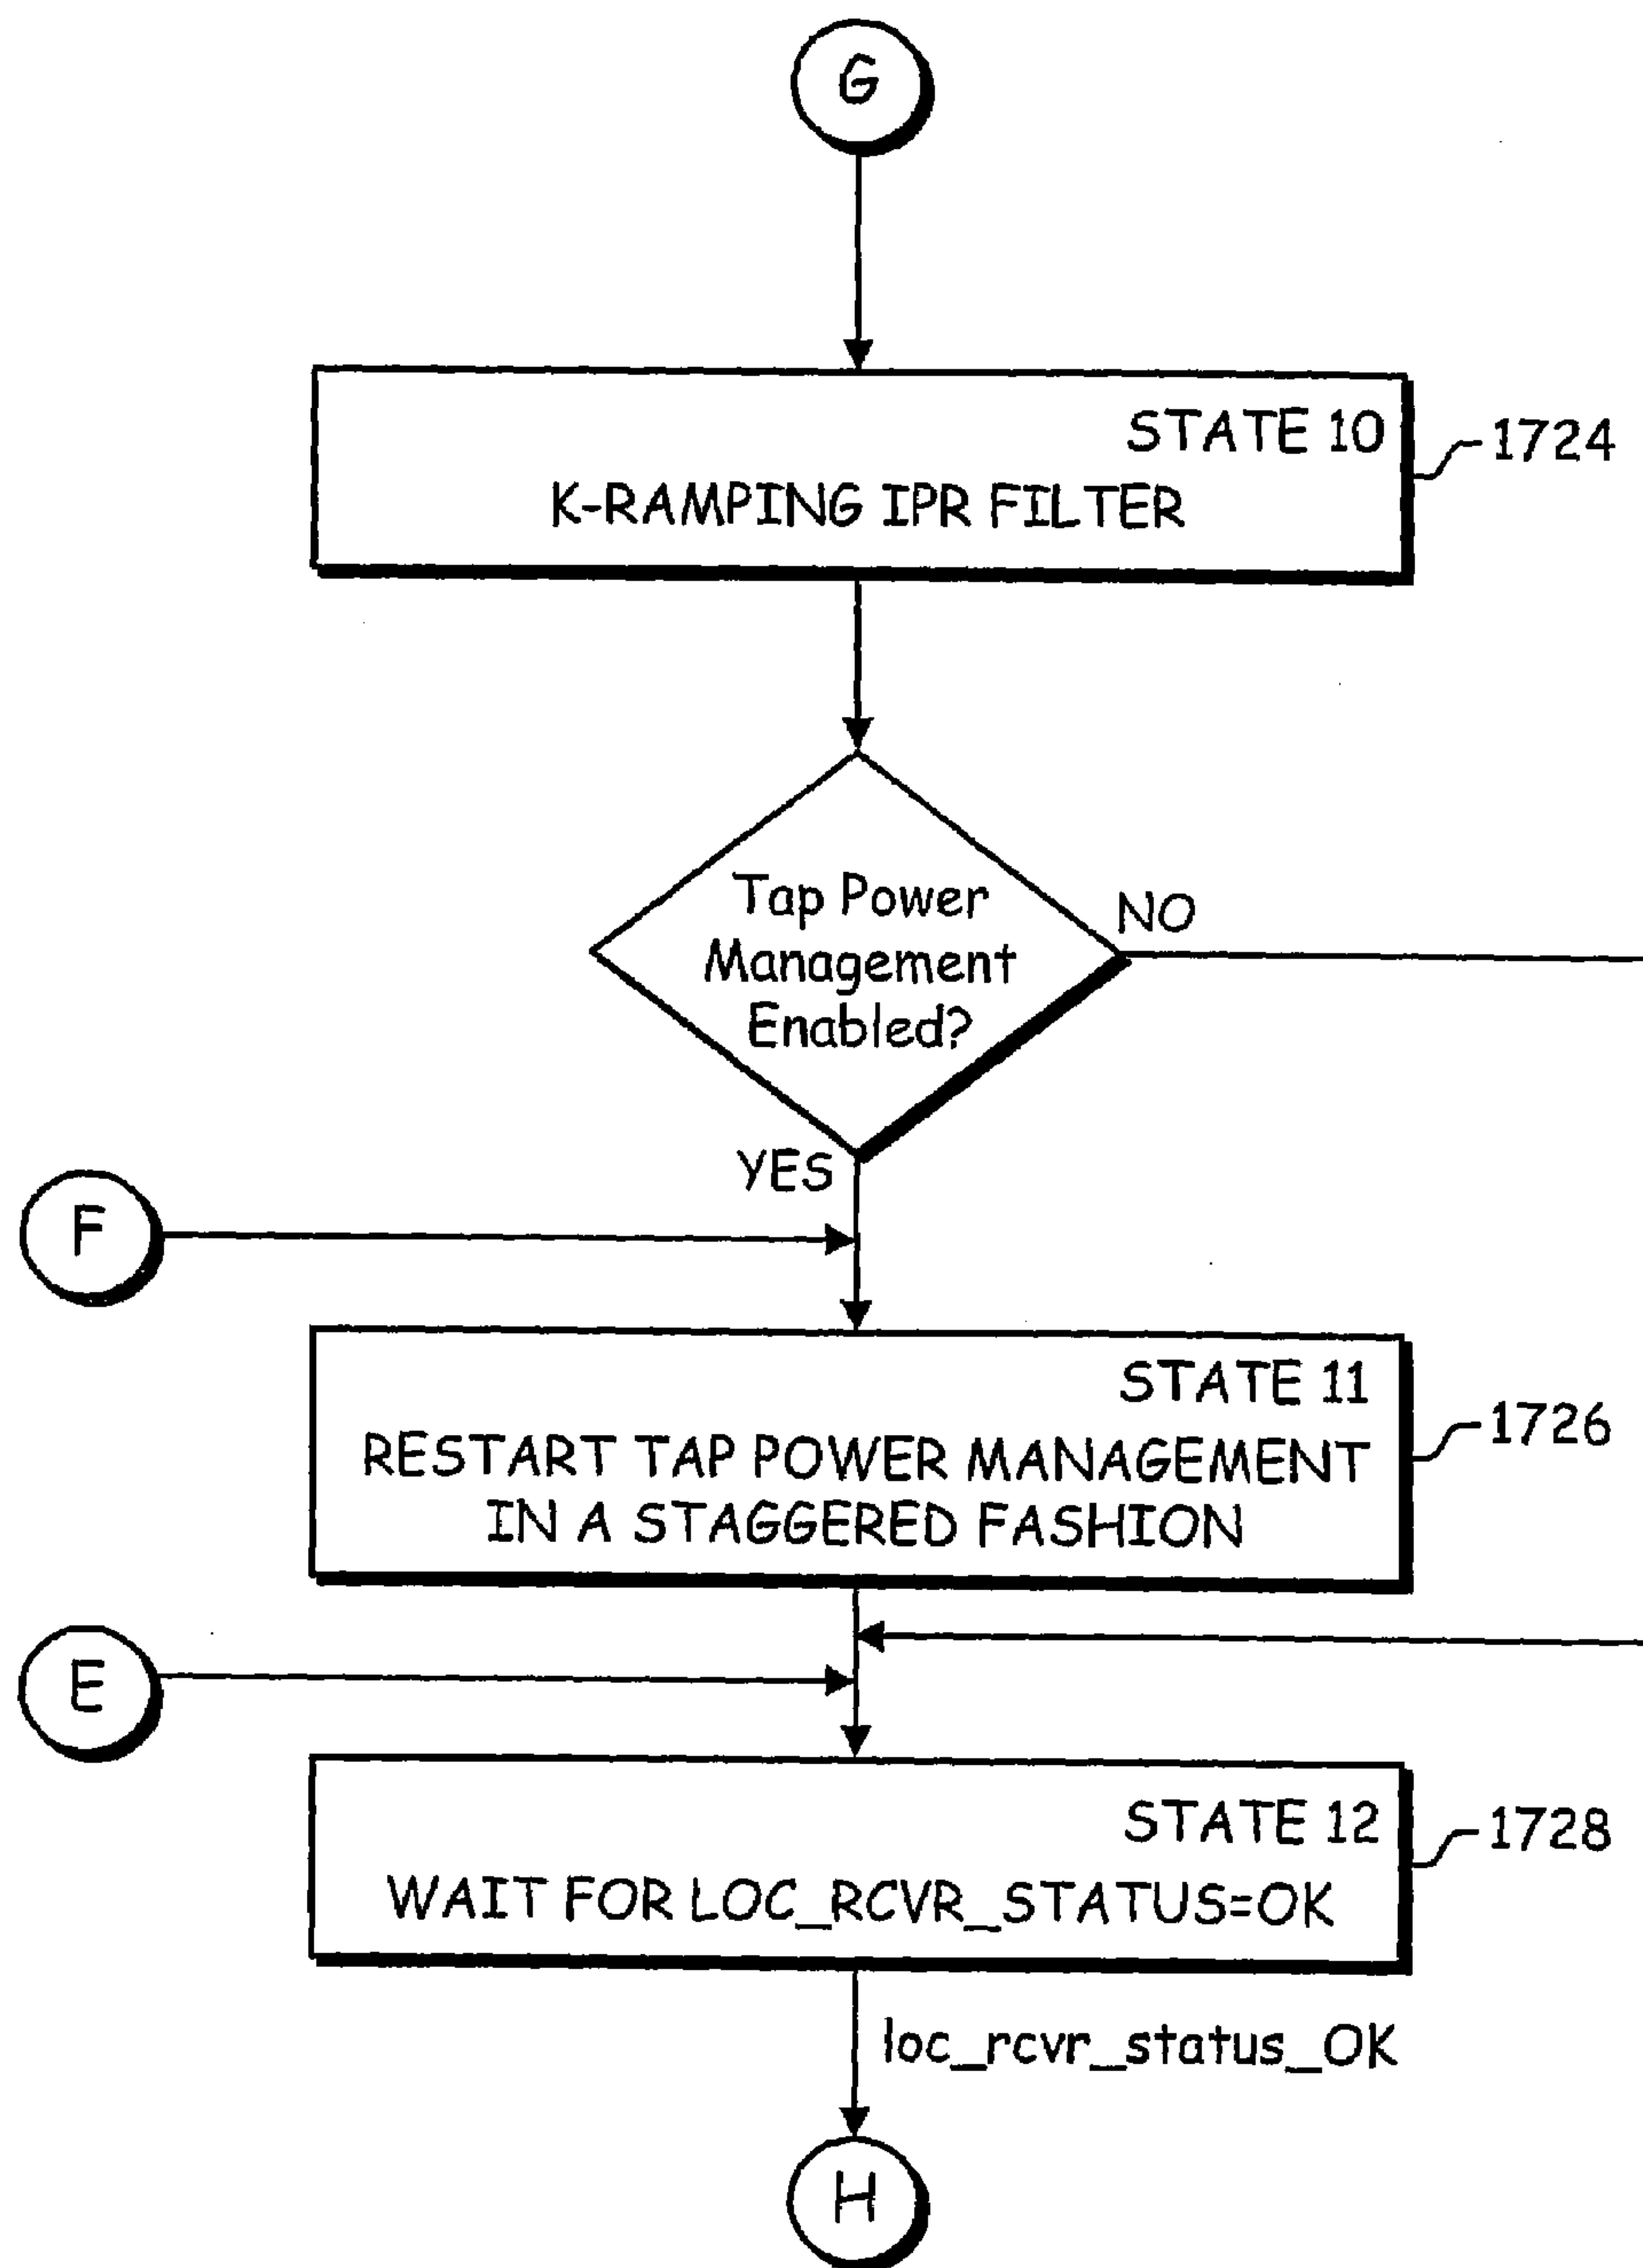 G
STATE 10
K-RAMPING IPR FILTER
1724
Tap Power
Management
Enabled?
NO
YES
F
STATE 11
RESTART TAP POWER MANAGEMENT
IN A STAGGERED FASHION
1726
E
STATE 12
WAIT FOR LOC_RCVR_STATUS=OK
1728
loc_rcvr_status_OK
H